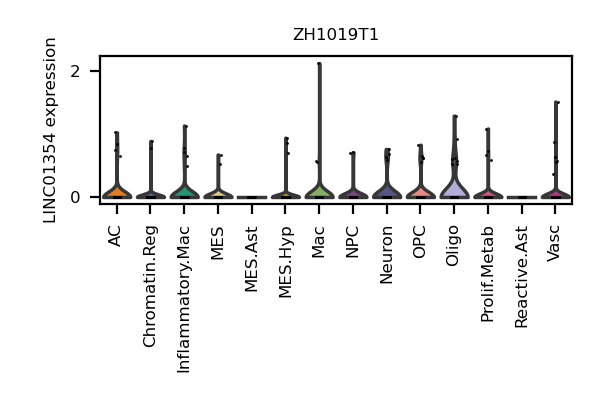 ZH1019T1
LINC01354 expression
2
0
AC
Chromatin.Reg
Inflammatory.Mac
MES
MES.Ast
MES.Hyp
Mac
NPC
Neuron
OPC
Oligo
Prolif.Metab
Reactive.Ast
Vasc